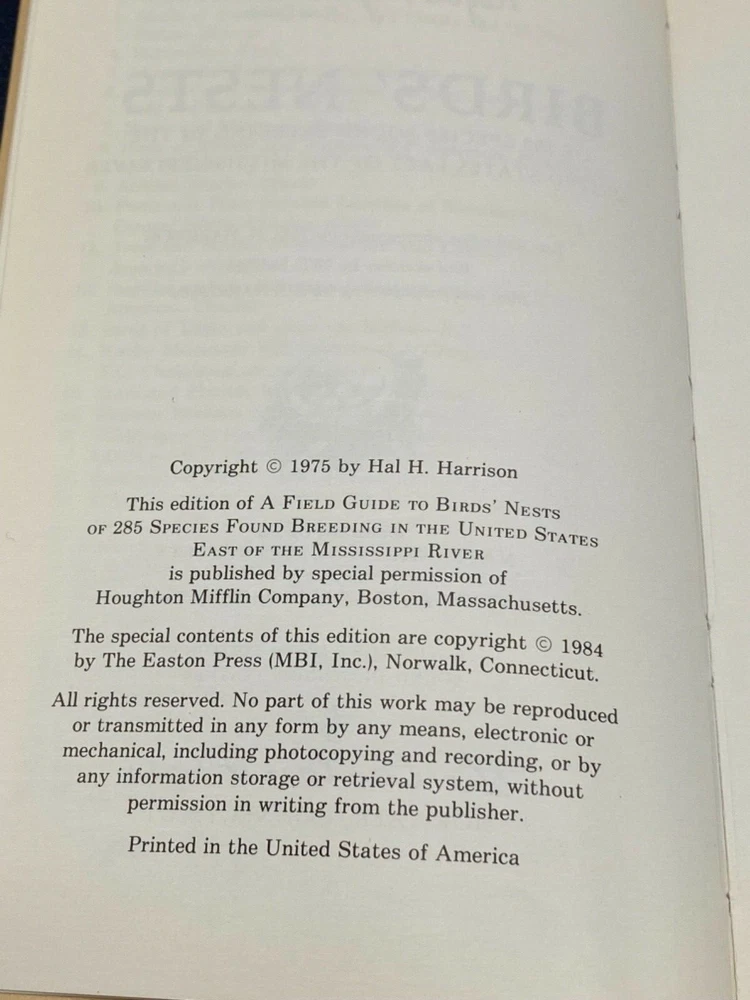 Copyright © 1975 by Hal H. Harrison
This edition of A FIELD GUIDE TO BIRDS' NESTS
OF 285 SPECIES FOUND BREEDING IN THE UNITED STATES
EAST OF THE MISSISSIPPI RIVER
is published by special permission of
Houghton Mifflin Company, Boston, Massachusetts.
The special contents of this edition are copyright © 1984
by The Easton Press (MBI, Inc.), Norwalk, Connecticut.
All rights reserved. No part of this work may be reproduced
or transmitted in any form by any means, electronic or
mechanical, including photocopying and recording, or by
any information storage or retrieval system, without
permission in writing from the publisher.
Printed in the United States of America